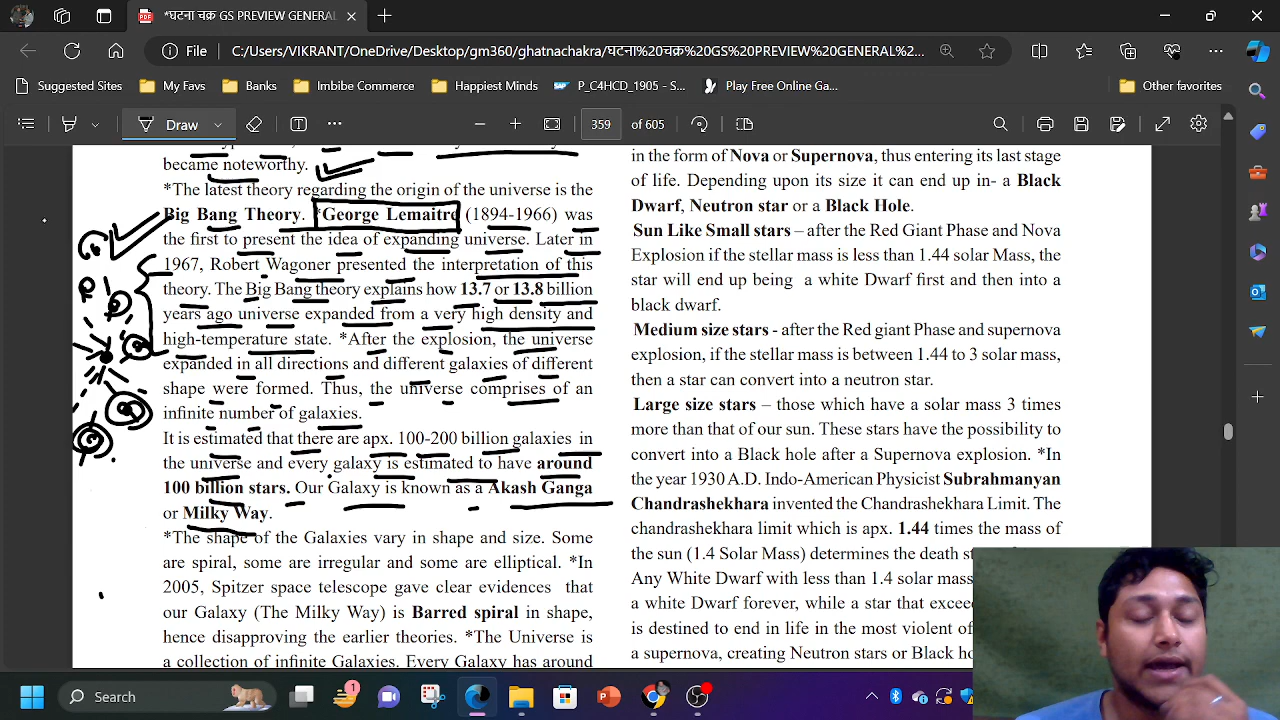 *घटना चक्र GS PREVIEW GENERAL
File
C:/Users/VIKRANT/OneDrive/Desktop/gm360/ghatnachakra/घटना%20चक्र%20GS%20PREVIEW%20GENERAL%2...
Suggested Sites
My Favs
Banks
Imbibe Commerce
Happiest Minds
P_C4HCD_1905 - S...
Play Free Online Ga...
Other favorites
Draw
359 of 605
became noteworthy.
*The latest theory regarding the origin of the universe is the
Big Bang Theory. *George Lemaitre (1894-1966) was
the first to present the idea of expanding universe. Later in
1967, Robert Wagoner presented the interpretation of this
theory. The Big Bang theory explains how 13.7 or 13.8 billion
years ago universe expanded from a very high density and
high-temperature state. *After the explosion, the universe
expanded in all directions and different galaxies of different
shape were formed. Thus, the universe comprises of an
infinite number of galaxies.
It is estimated that there are apx. 100-200 billion galaxies in
the universe and every galaxy is estimated to have around
100 billion stars. Our Galaxy is known as a Akash Ganga
or Milky Way.
*The shape of the Galaxies vary in shape and size. Some
are spiral, some are irregular and some are elliptical. *In
2005, Spitzer space telescope gave clear evidences that
our Galaxy (The Milky Way) is Barred spiral in shape,
hence disapproving the earlier theories. *The Universe is
a collection of infinite Galaxies. Every Galaxy has around
in the form of Nova or Supernova, thus entering its last stage
of life. Depending upon its size it can end up in- a Black
Dwarf, Neutron star or a Black Hole.
Sun Like Small stars – after the Red Giant Phase and Nova
Explosion if the stellar mass is less than 1.44 solar Mass, the
star will end up being a white Dwarf first and then into a
black dwarf.
Medium size stars - after the Red giant Phase and supernova
explosion, if the stellar mass is between 1.44 to 3 solar mass,
then a star can convert into a neutron star.
Large size stars – those which have a solar mass 3 times
more than that of our sun. These stars have the possibility to
convert into a Black hole after a Supernova explosion. *In
the year 1930 A.D. Indo-American Physicist Subrahmanyan
Chandrashekhara invented the Chandrashekhara Limit. The
chandrashekhara limit which is apx. 1.44 times the mass of
the sun (1.4 Solar Mass) determines the death
Any White Dwarf with less than 1.4 solar mass
a white Dwarf forever, while a star that
is destined to end in life in the most violent of
a supernova, creating Neutron stars or Black
Search
1